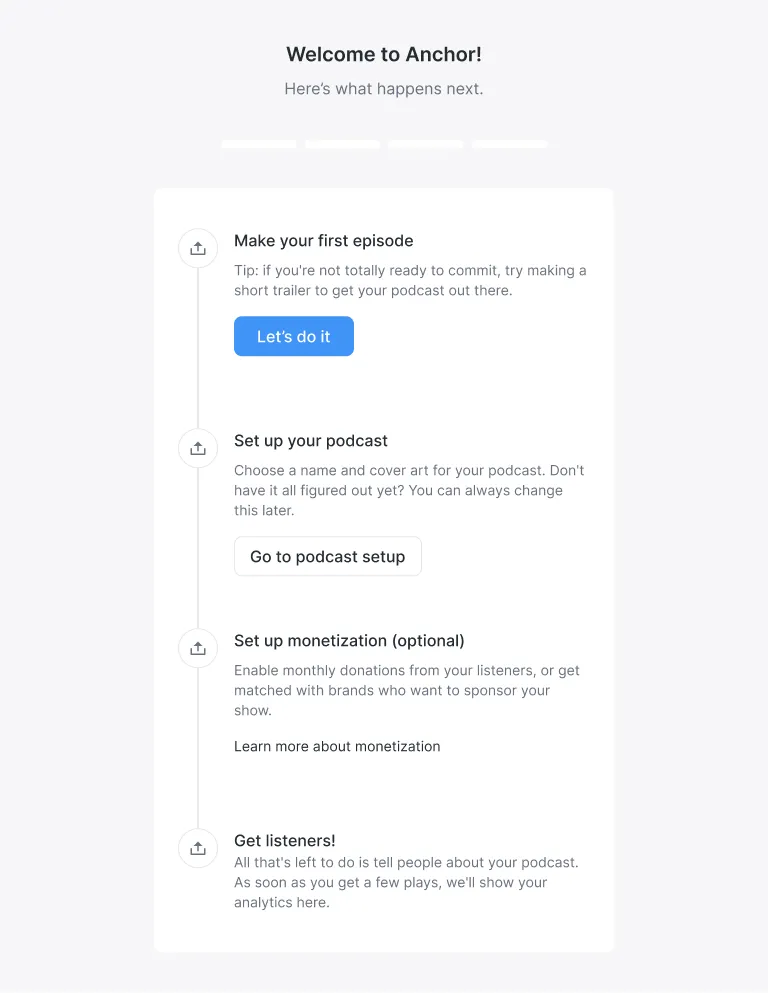 Welcome to Anchor!
Here’s what happens next.
Make your first episode
Tip: if you're not totally ready to commit, try making a
short trailer to get your podcast out there.
Let’s do it
Set up your podcast
Choose a name and cover art for your podcast. Don't
have it all figured out yet? You can always change
this later.
Go to podcast setup
Set up monetization (optional)
Enable monthly donations from your listeners, or get
matched with brands who want to sponsor your
show.
Learn more about monetization
Get listeners!
All that's left to do is tell people about your podcast.
As soon as you get a few plays, we'll show your
analytics here.